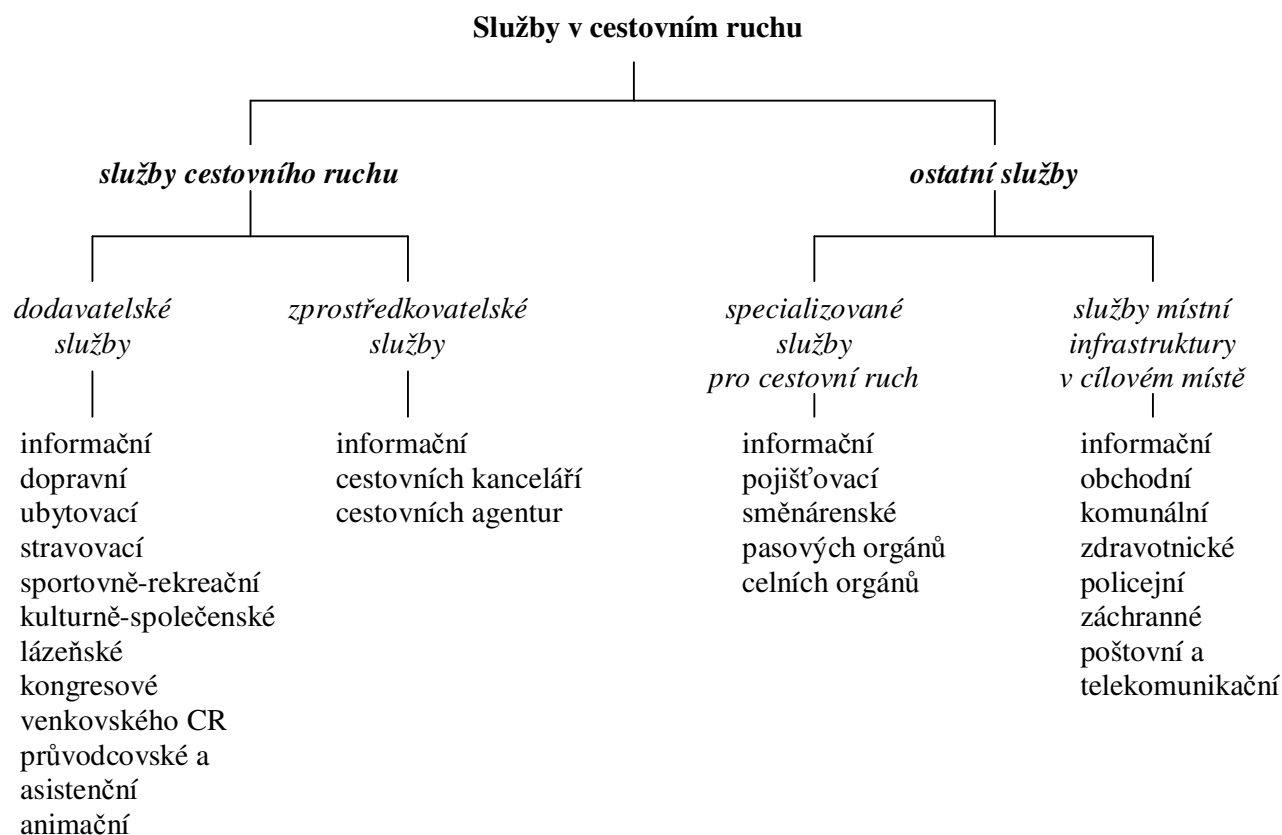 Služby v cestovním ruchu
služby cestovního ruchu
ostatní služby
dodavatelské
služby
zprostředkovatelské
služby
specializované
služby
pro cestovní ruch
služby místní
infrastruktury
v cílovém místě
informační
dopravní
ubytovací
stravovací
sportovně-rekreační
kulturně-společenské
lázeňské
kongresové
venkovského CR
průvodcovské a
asistenční
animační
informační
cestovních kanceláří
cestovních agentur
informační
pojišťovací
směnárenské
pasových orgánů
celních orgánů
informační
obchodní
komunální
zdravotnické
policejní
záchranné
poštovní a
telekomunikační